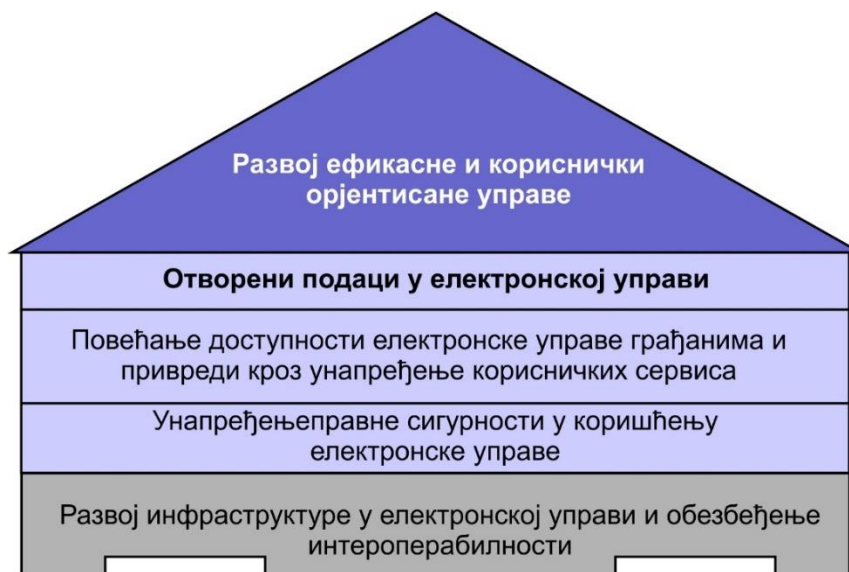 Развој ефикасне и кориснички
орјентисане управе
Отворени подаци у електронској управи
Повећање доступности електронске управе грађанима и
привреди кроз унапређење корисничких сервиса
Унапређењеправне сигурности у коришћењу
електронске управе
Развој инфраструктуре у електронској управи и обезбеђење
интероперабилности